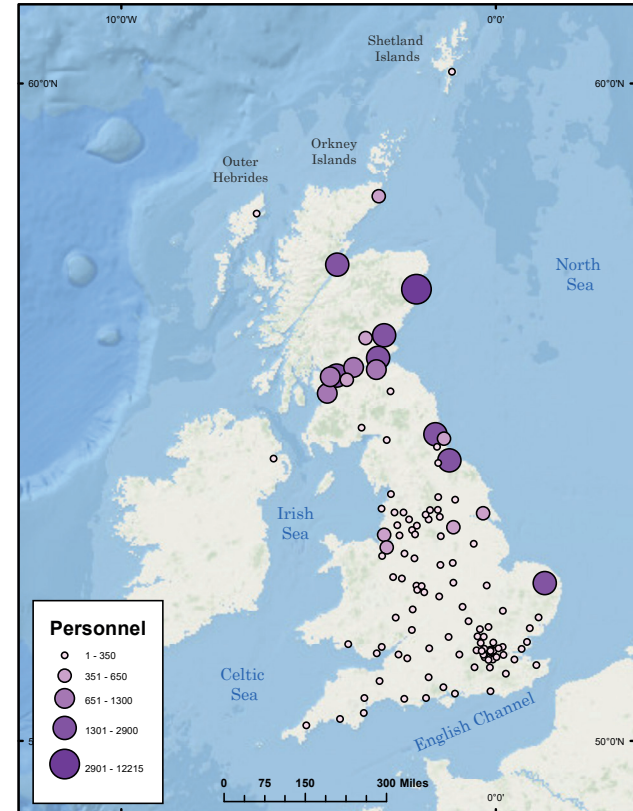 10°0'W
0°0'
Shetland
Islands
60°0'N
60°0'N
Orkney
Islands
Outer
Hebrides
North
Sea
Irish
Sea
Personnel
1 - 350
351 - 650
651 - 1300
1301 - 2900
2901 - 12215
Celtic
Sea
English Channel
50°0'N
0 75 150 300 Miles
0°0'